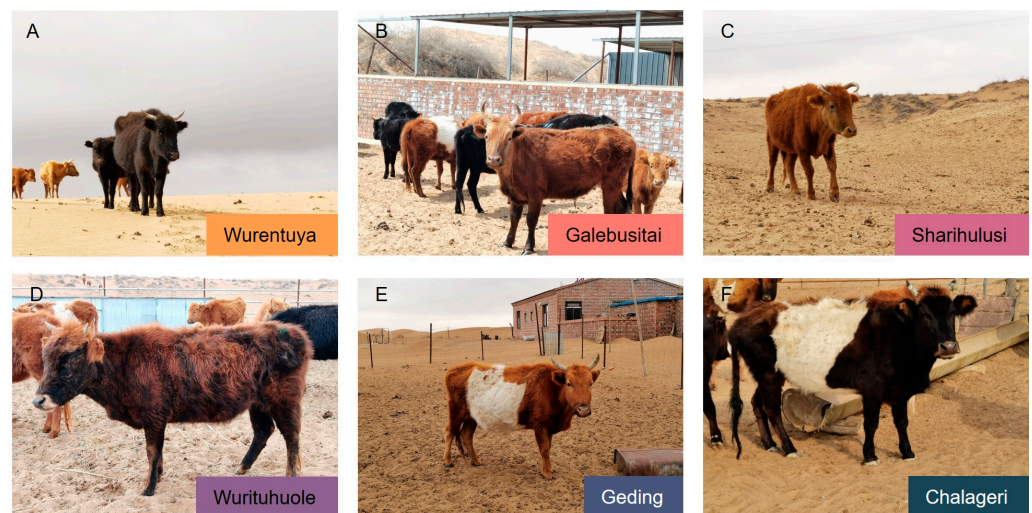 A
Wurentuya
B
Galebusitai
C
Sharihulusi
D
Wurituhuole
E
Geding
F
Chalageri